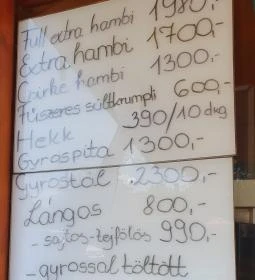 Full extra hambi 1980,-
Extra hambi 1700,-
Csirke hambi 1300,-
Fűszeres sültkrumpli 600,-
Hekk 390/10 dkg
Gyrospita 1300,-
Gyrostál 2300,-
Lángos 800,-
- sajtos-tejfölös 990,-
- gyrossal töltött